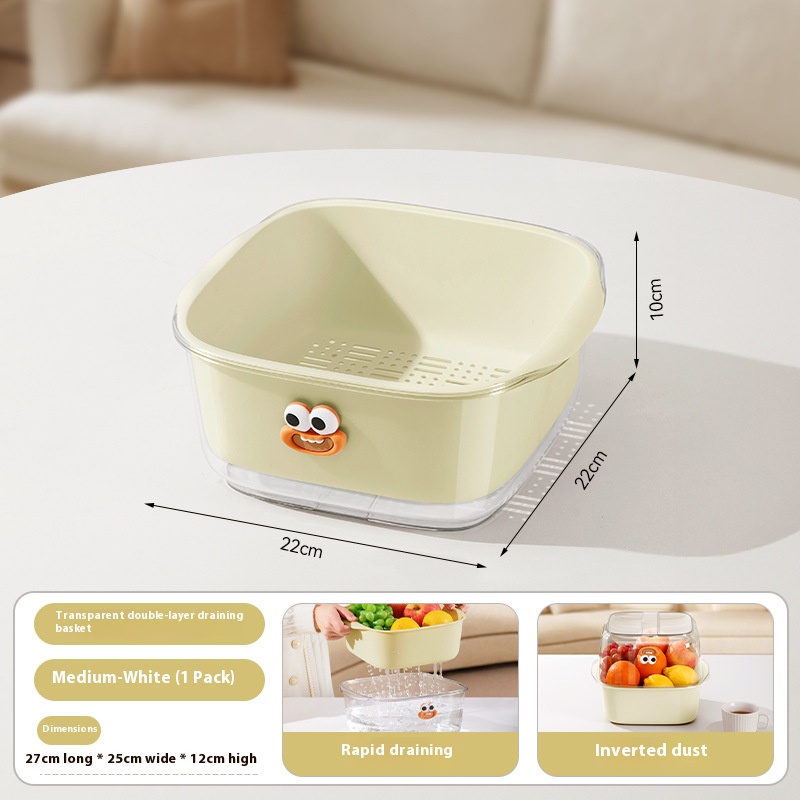 10cm
22cm
22cm
Transparent double-layer draining
basket
Medium-White (1 Pack)
Dimensions
27cm long * 25cm wide * 12cm high
Rapid draining
Inverted dust